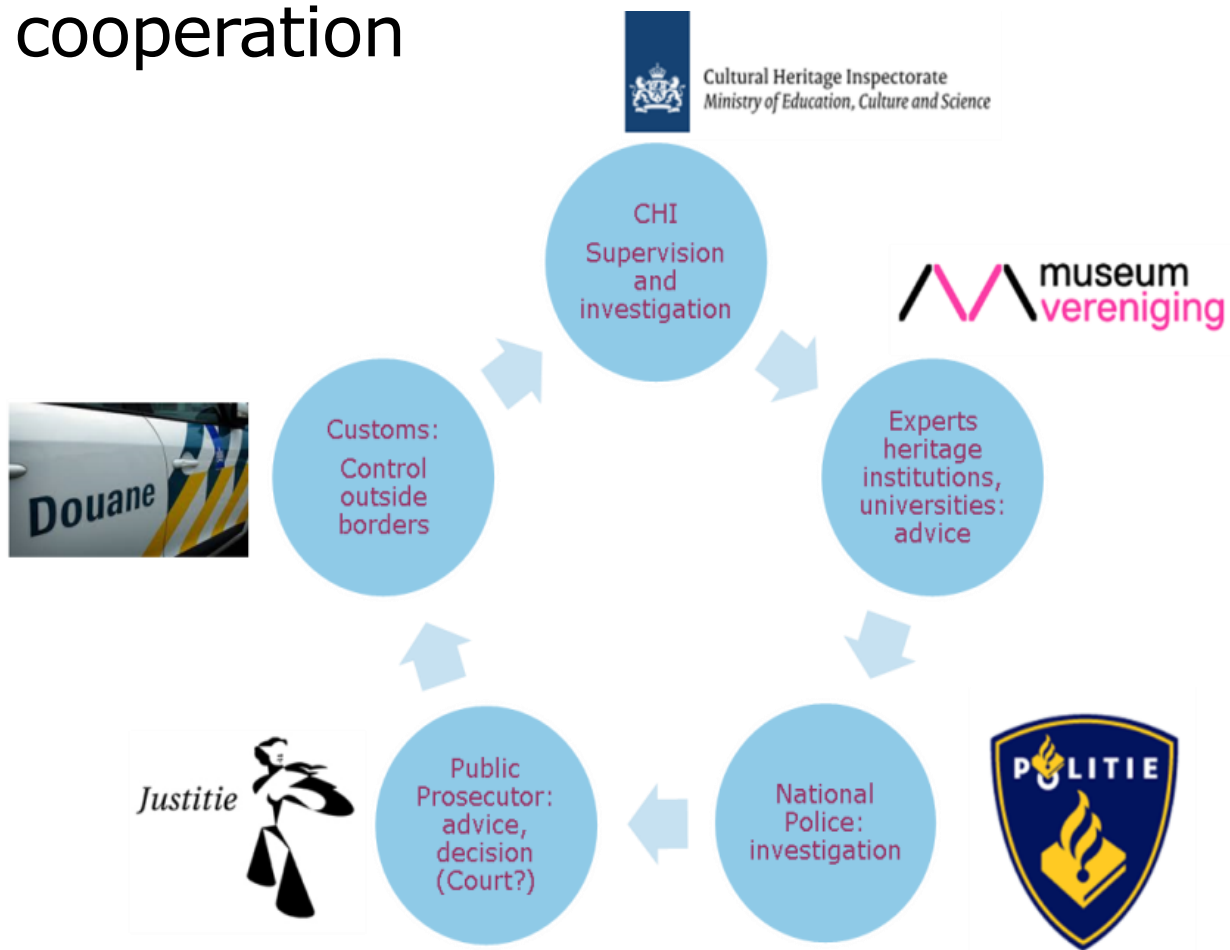 cooperation
Cultural Heritage Inspectorate
Ministry of Education, Culture and Science
CHI
Supervision
and
investigation
museum
vereniging
Experts
heritage
institutions,
universities:
advice
National
Police:
investigation
POLITIE
Public
Prosecutor:
advice,
decision
(Court?)
Justitie
Customs:
Control
outside
borders
Douane